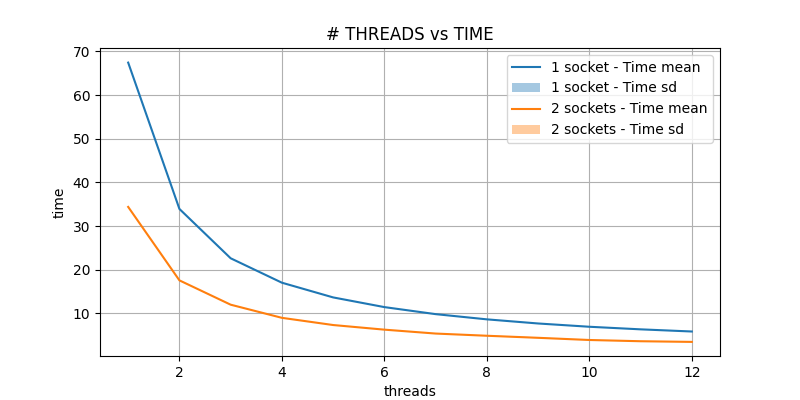 # THREADS vs TIME
70
60
50
40
30
20
10
time
1 socket - Time mean
1 socket - Time sd
2 sockets - Time mean
2 sockets - Time sd
2 4 6 8 10 12
threads